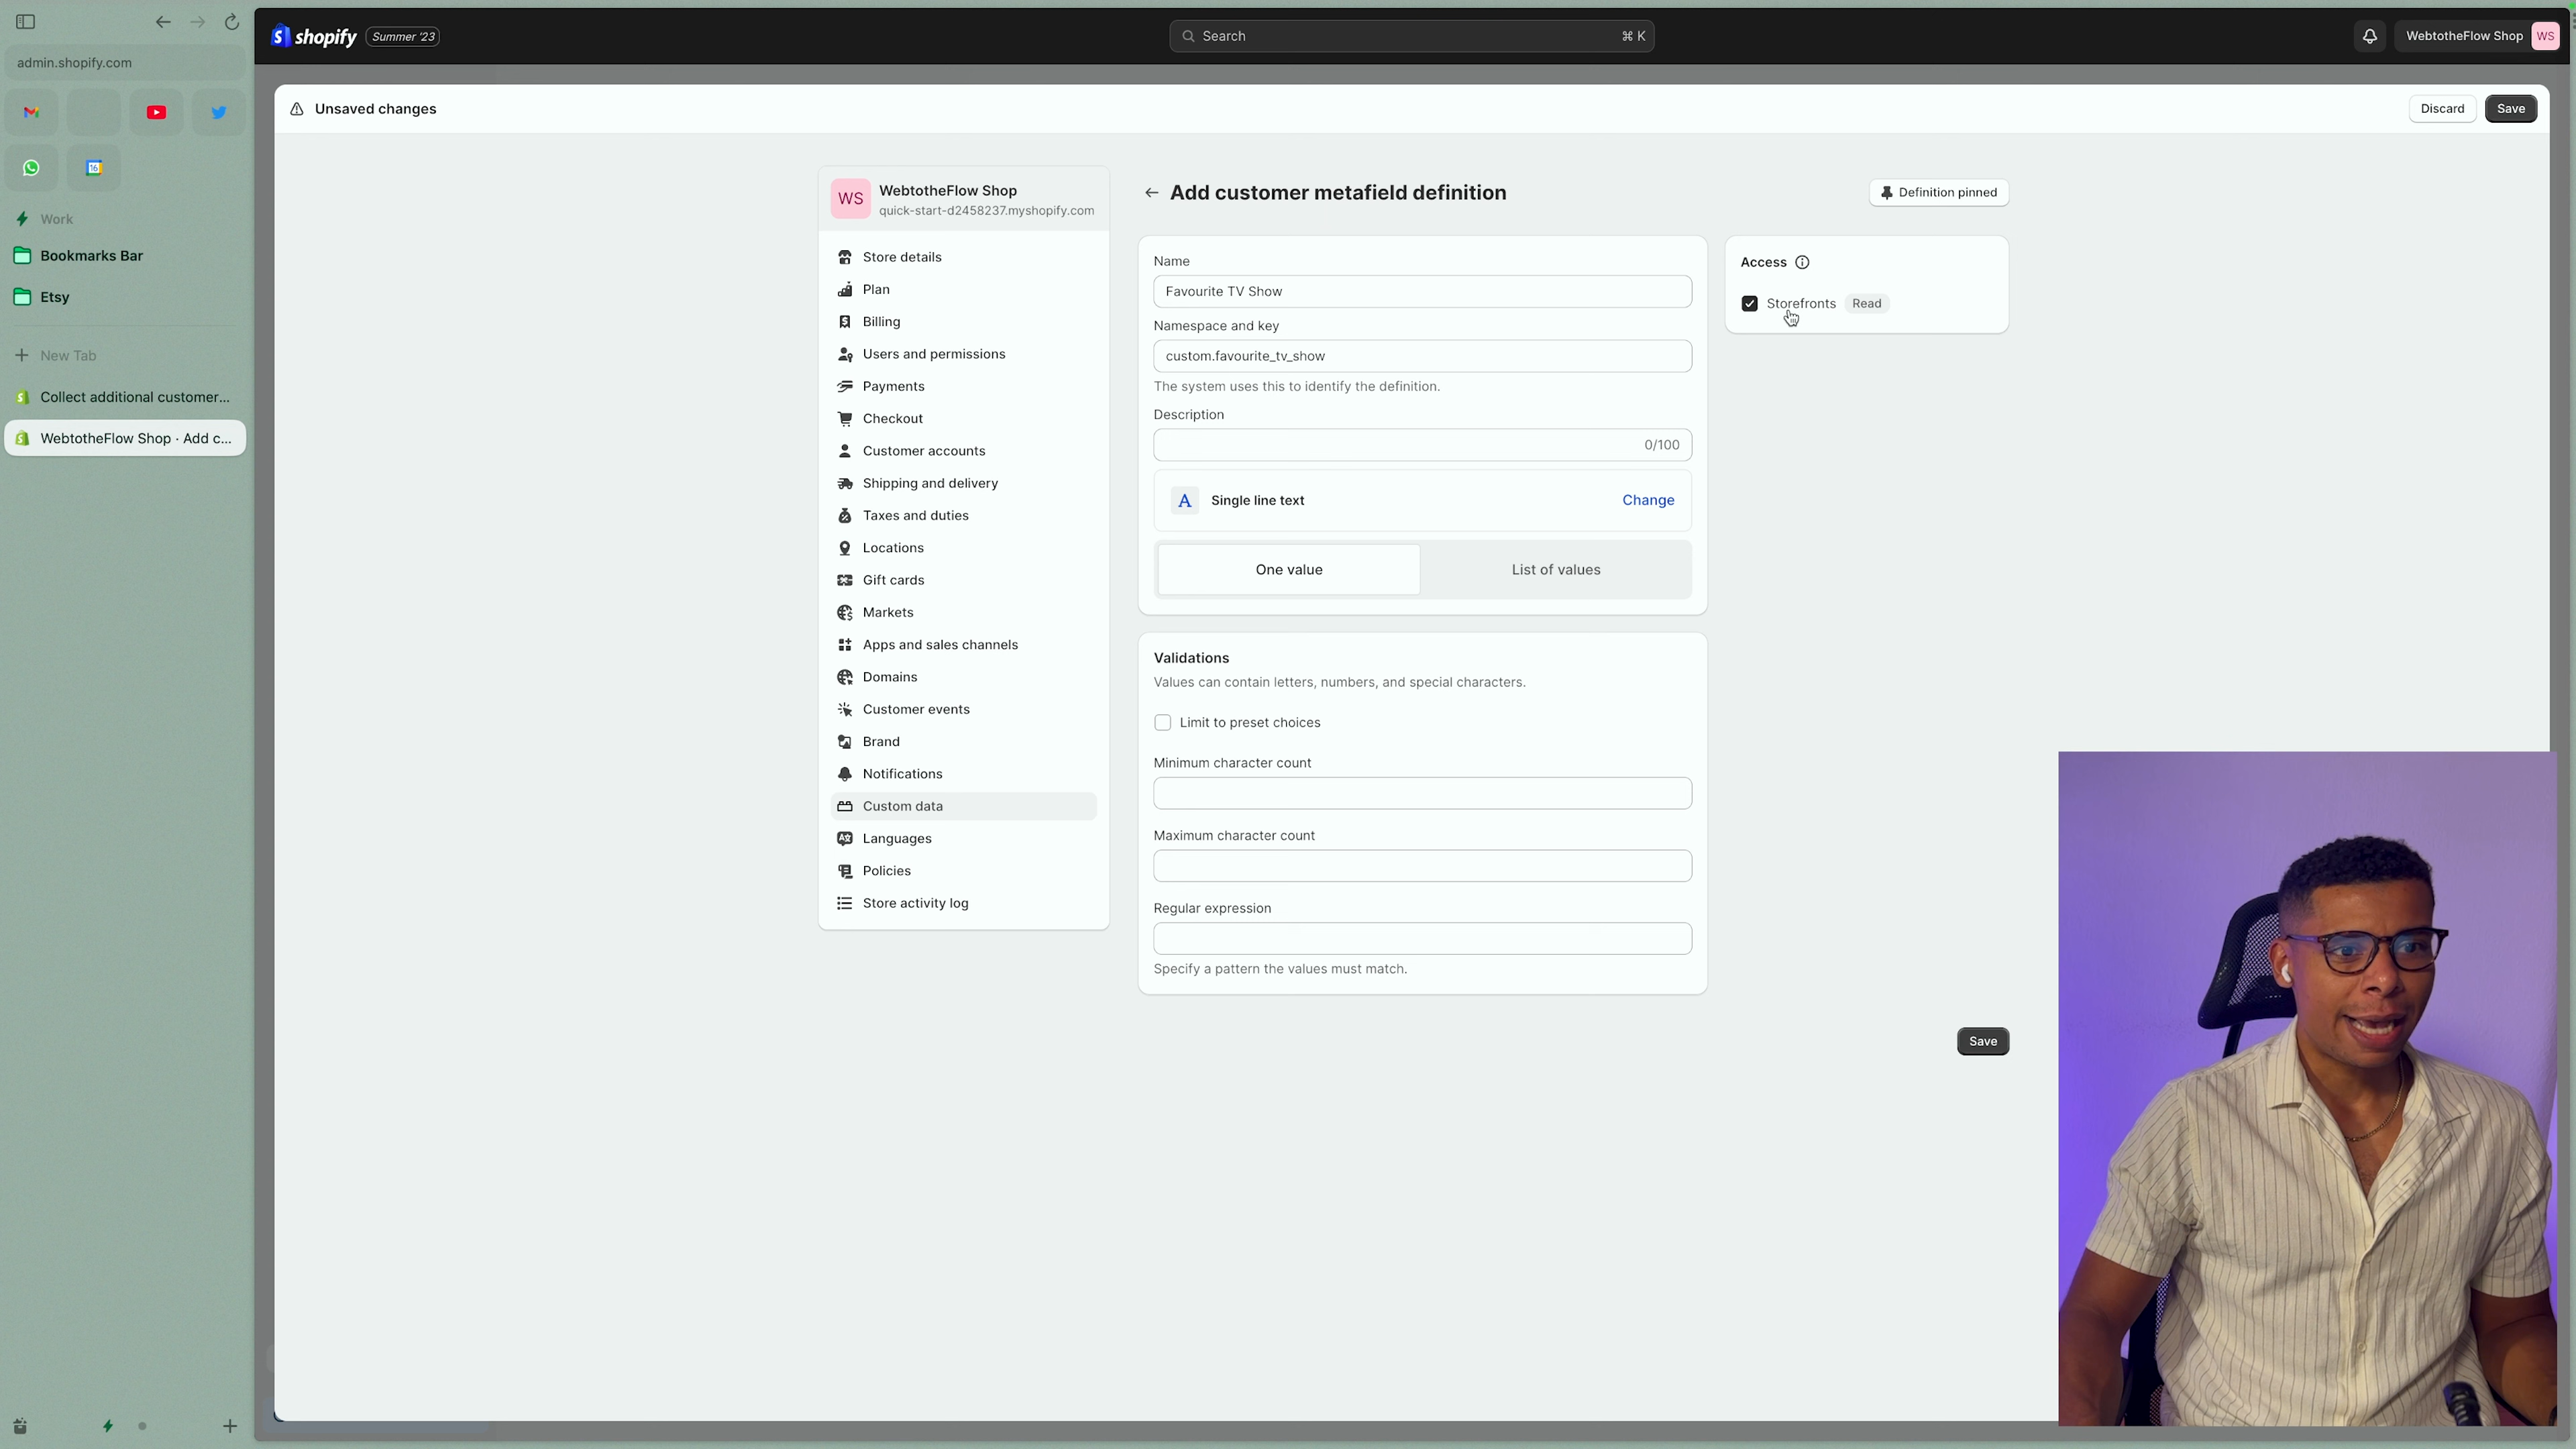 shopify Summer '23
Search ⌘ K
WebtotheFlow Shop WS
admin.shopify.com
16
Work
Bookmarks Bar
Etsy
New Tab
Collect additional customer...
WebtotheFlow Shop · Add c...
Unsaved changes
Discard
Save
WS
WebtotheFlow Shop
quick-start-d2458237.myshopify.com
Store details
Plan
Billing
Users and permissions
Payments
Checkout
Customer accounts
Shipping and delivery
Taxes and duties
Locations
Gift cards
Markets
Apps and sales channels
Domains
Customer events
Brand
Notifications
Custom data
Languages
Policies
Store activity log
Add customer metafield definition
Definition pinned
Name
Favourite TV Show
Namespace and key
custom.favourite_tv_show
The system uses this to identify the definition.
Description
0/100
A Single line text Change
One value List of values
Validations
Values can contain letters, numbers, and special characters.
Limit to preset choices
Minimum character count
Maximum character count
Regular expression
Specify a pattern the values must match.
Access
Storefronts Read
Save